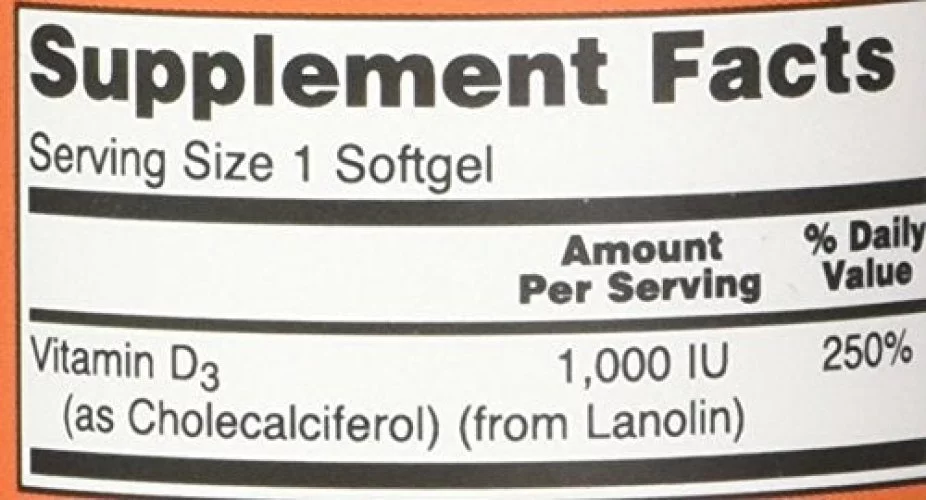 Supplement Facts
Serving Size 1 Softgel
Amount % Daily
Per Serving Value
Vitamin D3 1,000 IU 250%
(as Cholecalciferol) (from Lanolin)